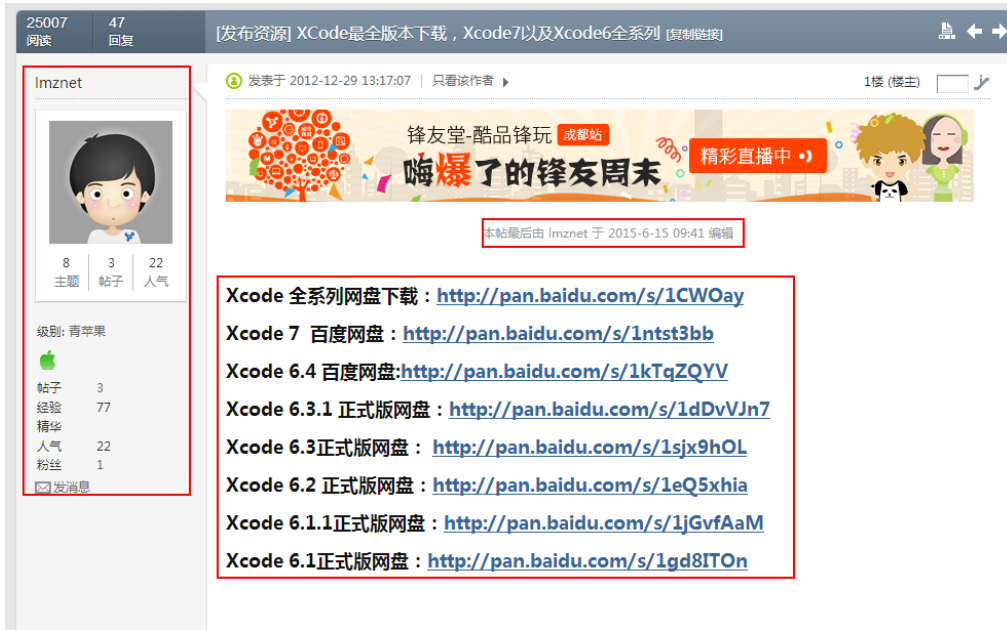 25007 47
阅读 回复
[发布资源] XCode最全版本下载，Xcode7以及Xcode6全系列 [复制链接]
lmznet
发表于 2012-12-29 13:17:07 | 只看该作者
1楼 (楼主)
锋友堂-酷品锋玩 成都站
嗨爆了的锋友周末
精彩直播中
8 3 22
主题 帖子 人气
本帖最后由 lmznet 于 2015-6-15 09:41 编辑
级别: 青苹果
帖子 3
经验 77
精华
人气 22
粉丝 1
发消息
Xcode 全系列网盘下载：http://pan.baidu.com/s/1CWOay
Xcode 7 百度网盘：http://pan.baidu.com/s/1ntst3bb
Xcode 6.4 百度网盘:http://pan.baidu.com/s/1kTqZQYV
Xcode 6.3.1 正式版网盘：http://pan.baidu.com/s/1dDvVJn7
Xcode 6.3正式版网盘： http://pan.baidu.com/s/1sjx9hOL
Xcode 6.2 正式版网盘：http://pan.baidu.com/s/1eQ5xhia
Xcode 6.1.1正式版网盘：http://pan.baidu.com/s/1jGvfAaM
Xcode 6.1正式版网盘：http://pan.baidu.com/s/1gd8ITOn